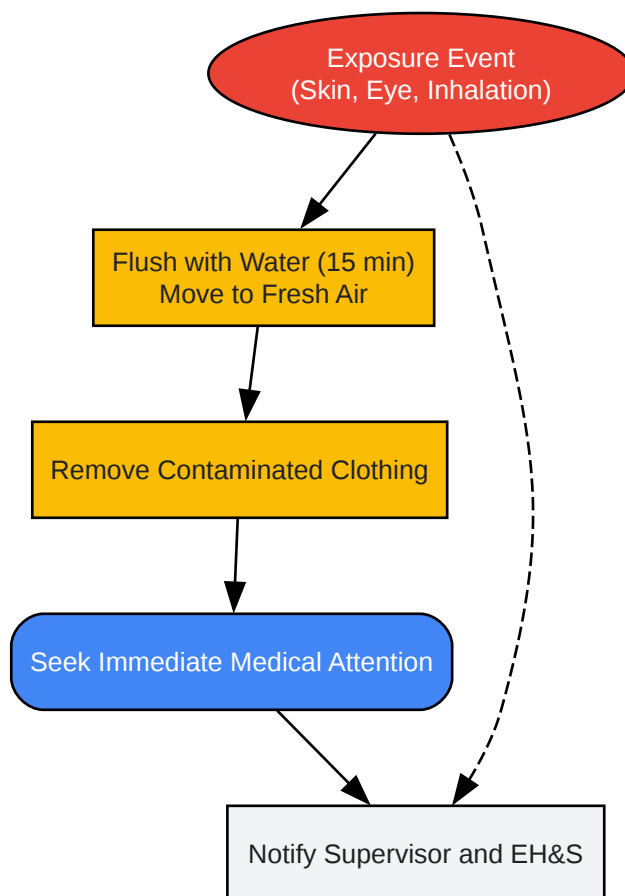 Exposure Event
(Skin, Eye, Inhalation)
Flush with Water (15 min)
Move to Fresh Air
Remove Contaminated Clothing
Seek Immediate Medical Attention
Notify Supervisor and EH&S